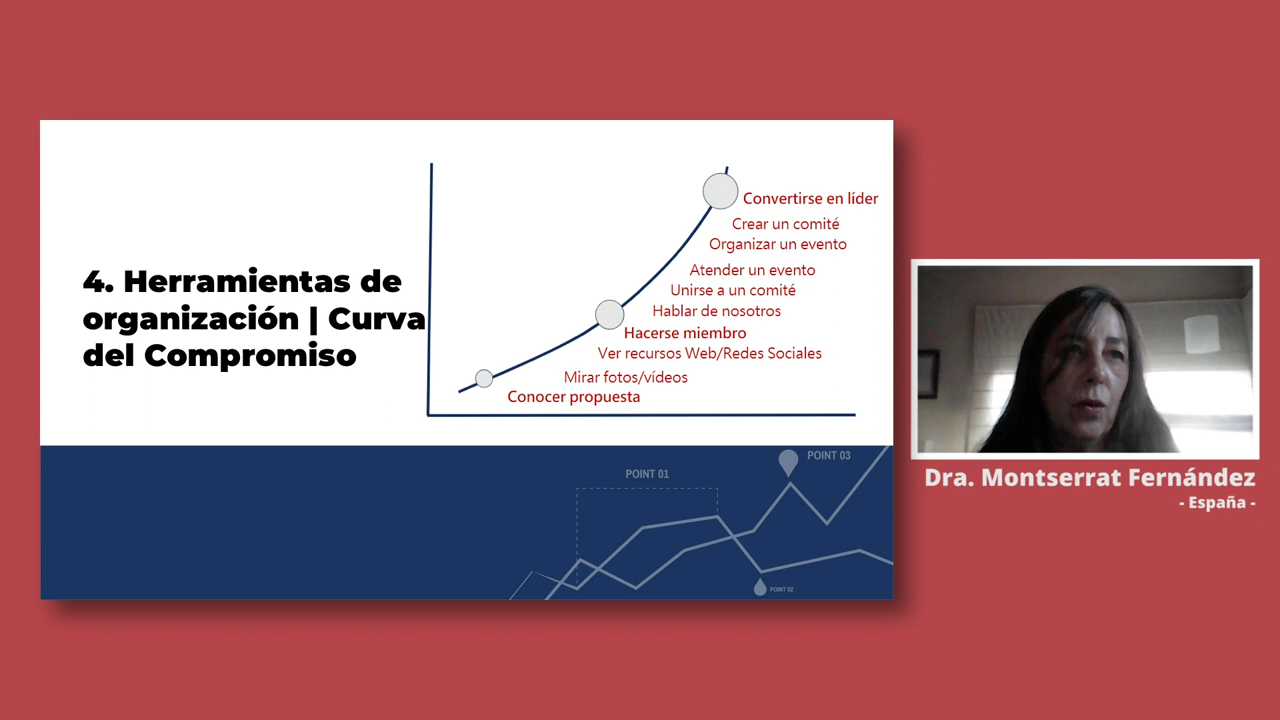 4. Herramientas de
organización | Curva
del Compromiso
Convertirse en líder
Crear un comité
Organizar un evento
Atender un evento
Unirse a un comité
Hablar de nosotros
Hacerse miembro
Ver recursos Web/Redes Sociales
Mirar fotos/vídeos
Conocer propuesta
POINT 01
POINT 03
POINT 02
Dra. Montserrat Fernández
- España -